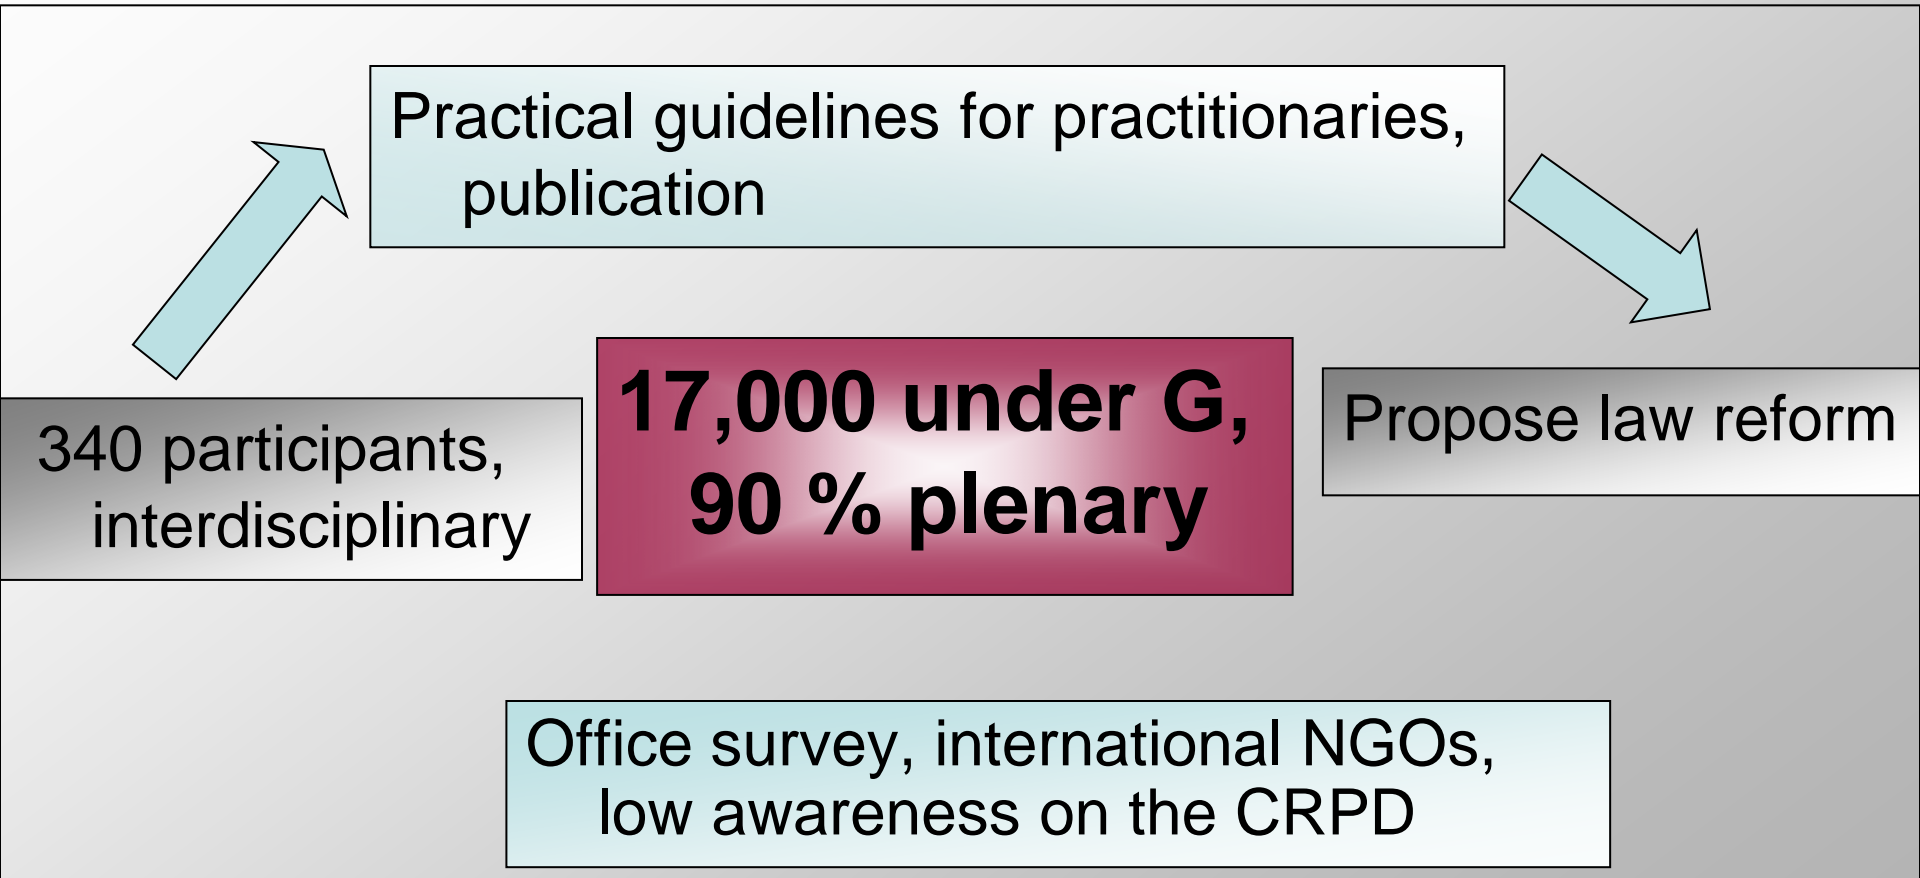 Practical guidelines for practitionaries,
publication
340 participants,
interdisciplinary
17,000 under G,
90 % plenary
Propose law reform
Office survey, international NGOs,
low awareness on the CRPD